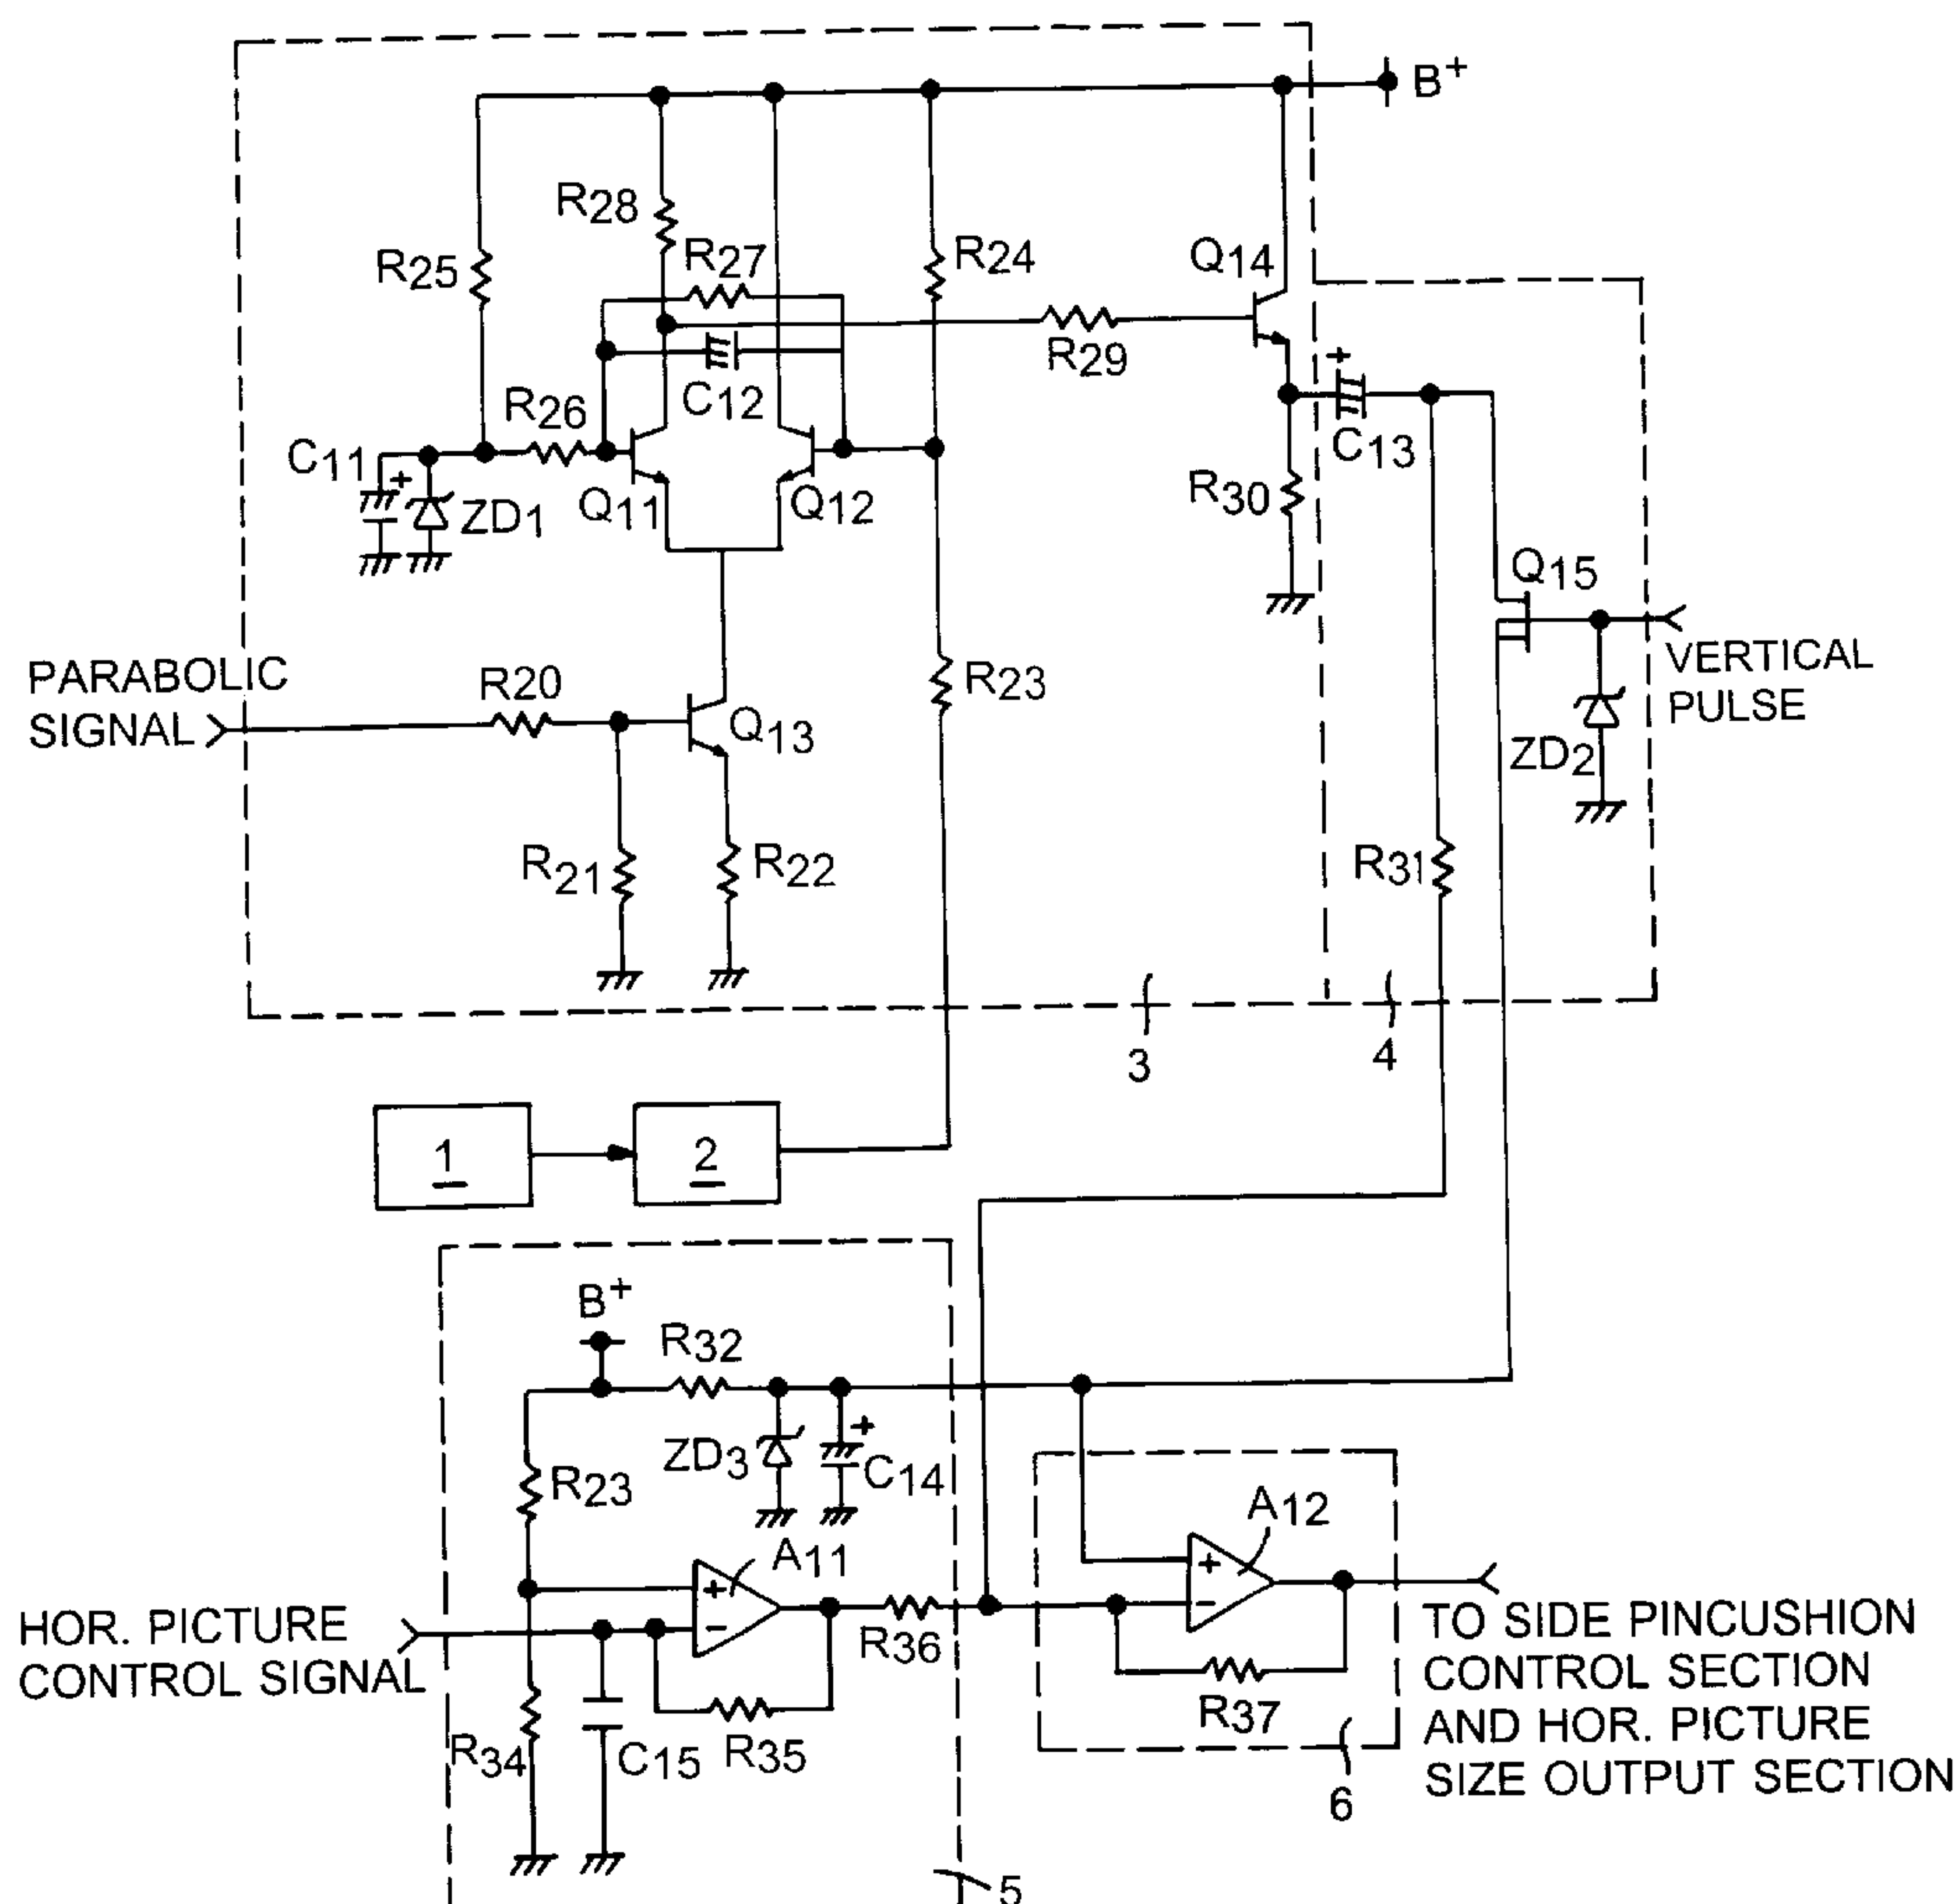 B+
R28
R27
R24
Q14
R25
R29
+
R26
C12
C13
C11
+
ZD1
Q11
Q12
R30
Q15
PARABOLIC
SIGNAL
R20
Q13
R23
VERTICAL
PULSE
ZD2
R21
R22
R31
3
4
1
2
B+
R32
+
ZD3
C14
R23
A12
A11
+
+
-
-
HOR. PICTURE
CONTROL SIGNAL
R36
TO SIDE PINCUSHION
CONTROL SECTION
AND HOR. PICTURE
SIZE OUTPUT SECTION
R37
R34
C15
R35
6
5